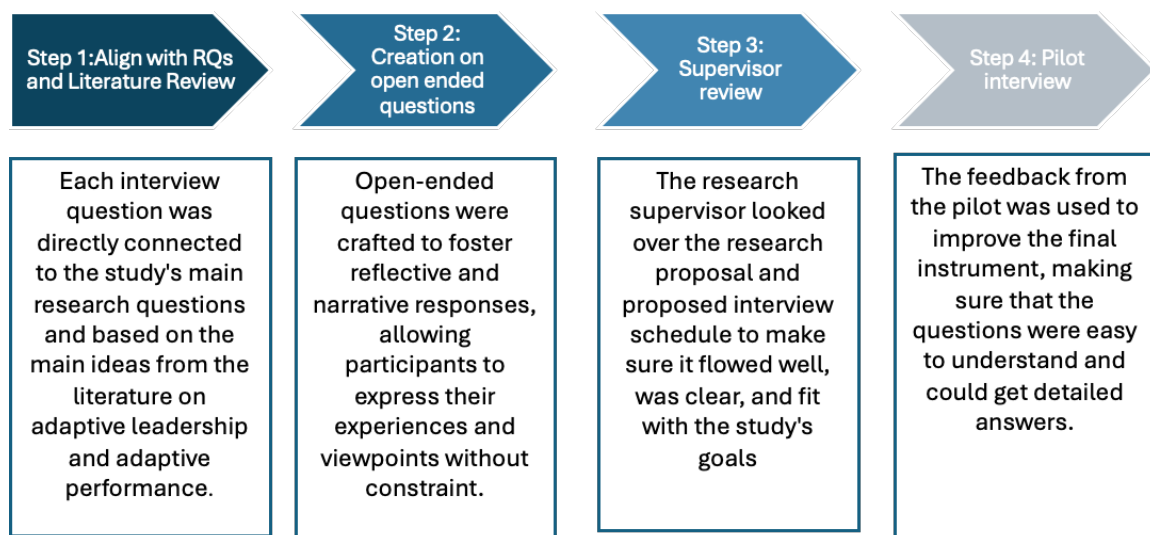 Step 1:Align with RQs
and Literature Review
Each interview
question was
directly connected
to the study's main
research questions
and based on the
main ideas from the
literature on
adaptive leadership
and adaptive
performance.
Step 2:
Creation on
open ended
questions
Open-ended
questions were
crafted to foster
reflective and
narrative responses,
allowing
participants to
express their
experiences and
viewpoints without
constraint.
Step 3:
Supervisor
review
The research
supervisor looked
over the research
proposal and
proposed interview
schedule to make
sure it flowed well,
was clear, and fit
with the study's
goals
Step 4: Pilot
interview
The feedback from
the pilot was used to
improve the final
instrument, making
sure that the
questions were easy
to understand and
could get detailed
answers.